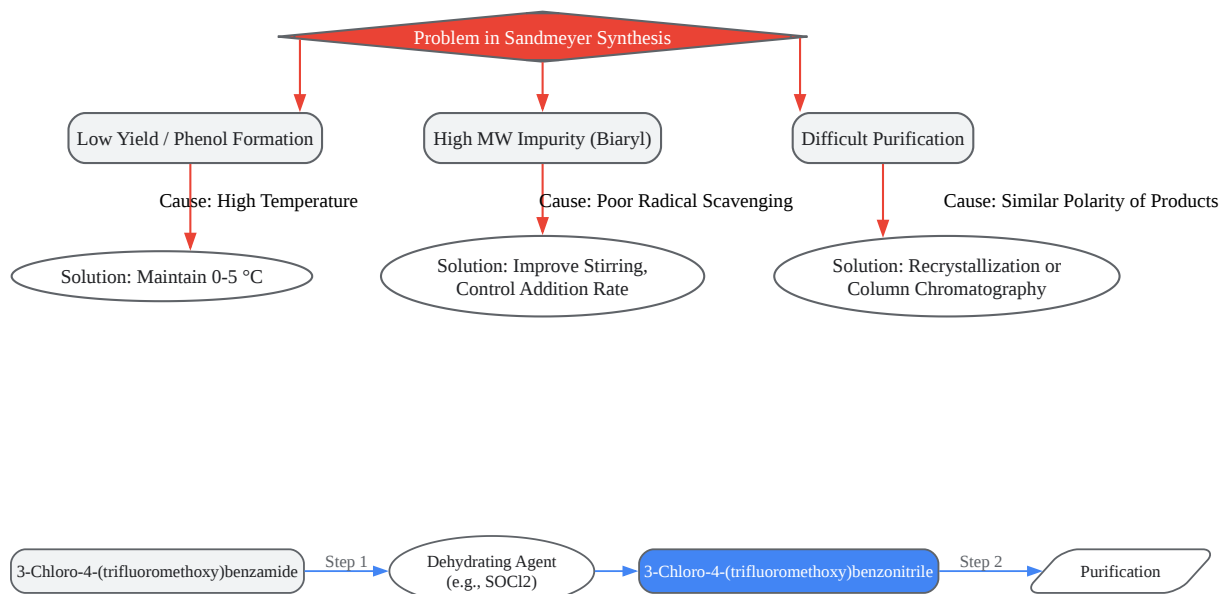 Problem in Sandmeyer Synthesis
Low Yield / Phenol Formation
High MW Impurity (Biaryl)
Difficult Purification
Cause: High Temperature
Cause: Poor Radical Scavenging
Cause: Similar Polarity of Products
Solution: Maintain 0-5 °C
Solution: Improve Stirring,
Control Addition Rate
Solution: Recrystallization or
Column Chromatography
3-Chloro-4-(trifluoromethoxy)benzamide
Step 1
Dehydrating Agent
(e.g., SOCl2)
3-Chloro-4-(trifluoromethoxy)benzonitrile
Step 2
Purification